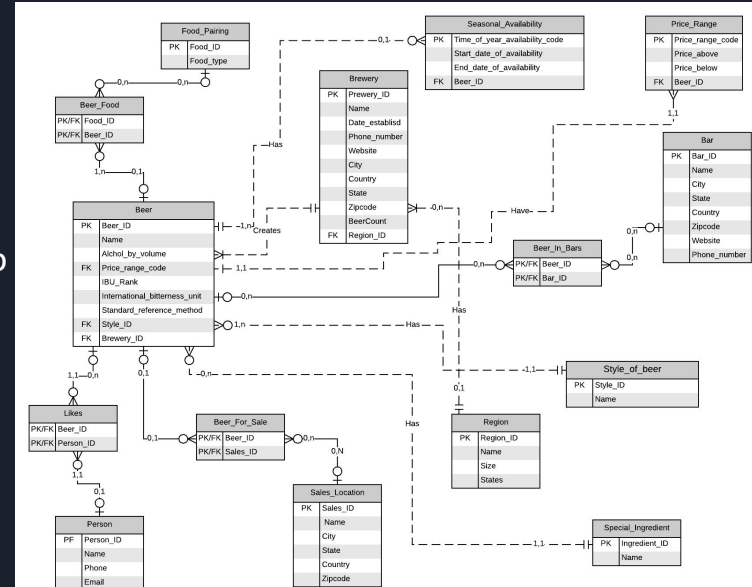 Food_Pairing
PK Food_ID
Food_type
0,n 0,n
Beer_Food
PK/FK Food_ID
PK/FK Beer_ID
1,n 0,1
Seasonal_Availability
PK Time_of_year_availability_code
Start_date_of_availability
End_date_of_availability
FK Beer_ID
0,1
Has
Price_Range
PK Price_range_code
Price_above
Price_below
FK Beer_ID
1,1
Have
Brewery
PK Prewery_ID
Name
Date_establisd
Phone_number
Website
City
Country
State
Zipcode
BeerCount
FK Region_ID
Creates
0,n
Bar
PK Bar_ID
Name
City
State
Country
Zipcode
Website
Phone_number
0,n
0,n
Beer
PK Beer_ID
Name
Alchol_by_volume
FK Price_range_code
IBU_Rank
International_bitterness_unit
Standard_reference_method
FK Style_ID
FK Brewery_ID
1,n
1,1
0,n
1,n
0,n
Beer_In_Bars
PK/FK Beer_ID
PK/FK Bar_ID
0,n
Has
Has
1,1
Style_of_beer
PK Style_ID
Name
1,1 0,n
Likes
PK/FK Beer_ID
PK/FK Person_ID
1,1
0,1
Person
PF Person_ID
Name
Phone
Email
0,1
0,1
Beer_For_Sale
PK/FK Beer_ID
PK/FK Sales_ID
0,n
0,N
Sales_Location
PK Sales_ID
Name
City
State
Country
Zipcode
Has
0,1
Region
PK Region_ID
Name
Size
States
1,1
Special_Ingredient
PK Ingredient_ID
Name